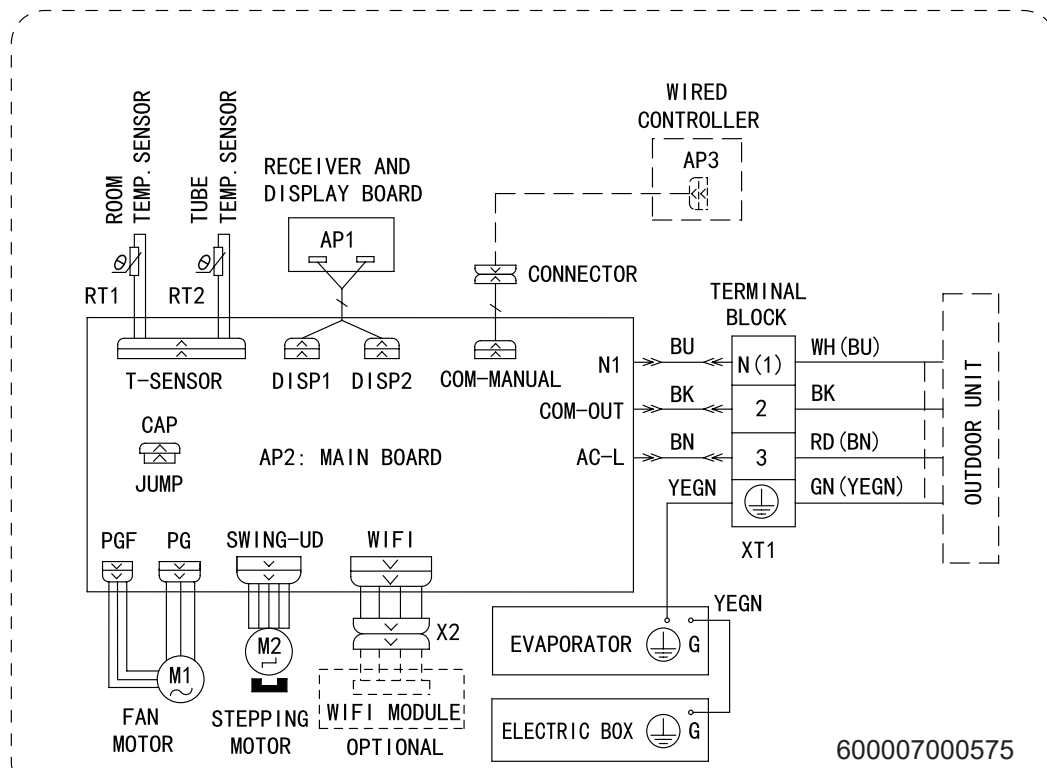 WIRED
CONTROLLER
AP3
ROOM
TEMP. SENSOR
TUBE
TEMP. SENSOR
RECEIVER AND
DISPLAY BOARD
AP1
θ
θ
RT1
RT2
CONNECTOR
TERMINAL
BLOCK
T-SENSOR
DISP1
DISP2
COM-MANUAL
N1
BU
N(1)
WH(BU)
COM-OUT
BK
2
BK
AC-L
BN
3
RD(BN)
YEGN
GN(YEGN)
XT1
OUTDOOR UNIT
CAP
JUMP
AP2: MAIN BOARD
PGF
PG
SWING-UD
WIFI
X2
M1
M2
FAN
MOTOR
STEPPING
MOTOR
WIFI MODULE
OPTIONAL
YEGN
EVAPORATOR
G
ELECTRIC BOX
G
600007000575